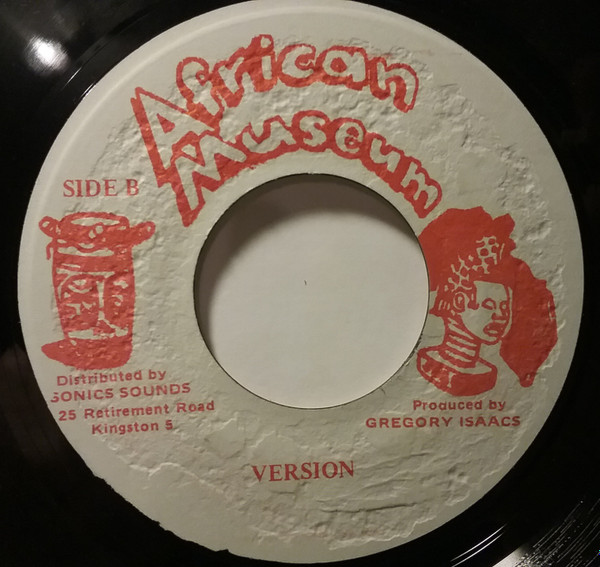 African
Museum
SIDE B
Distributed by
SONICS SOUNDS
25 Retirement Road
Kingston 5
Produced by
GREGORY ISAACS
VERSION